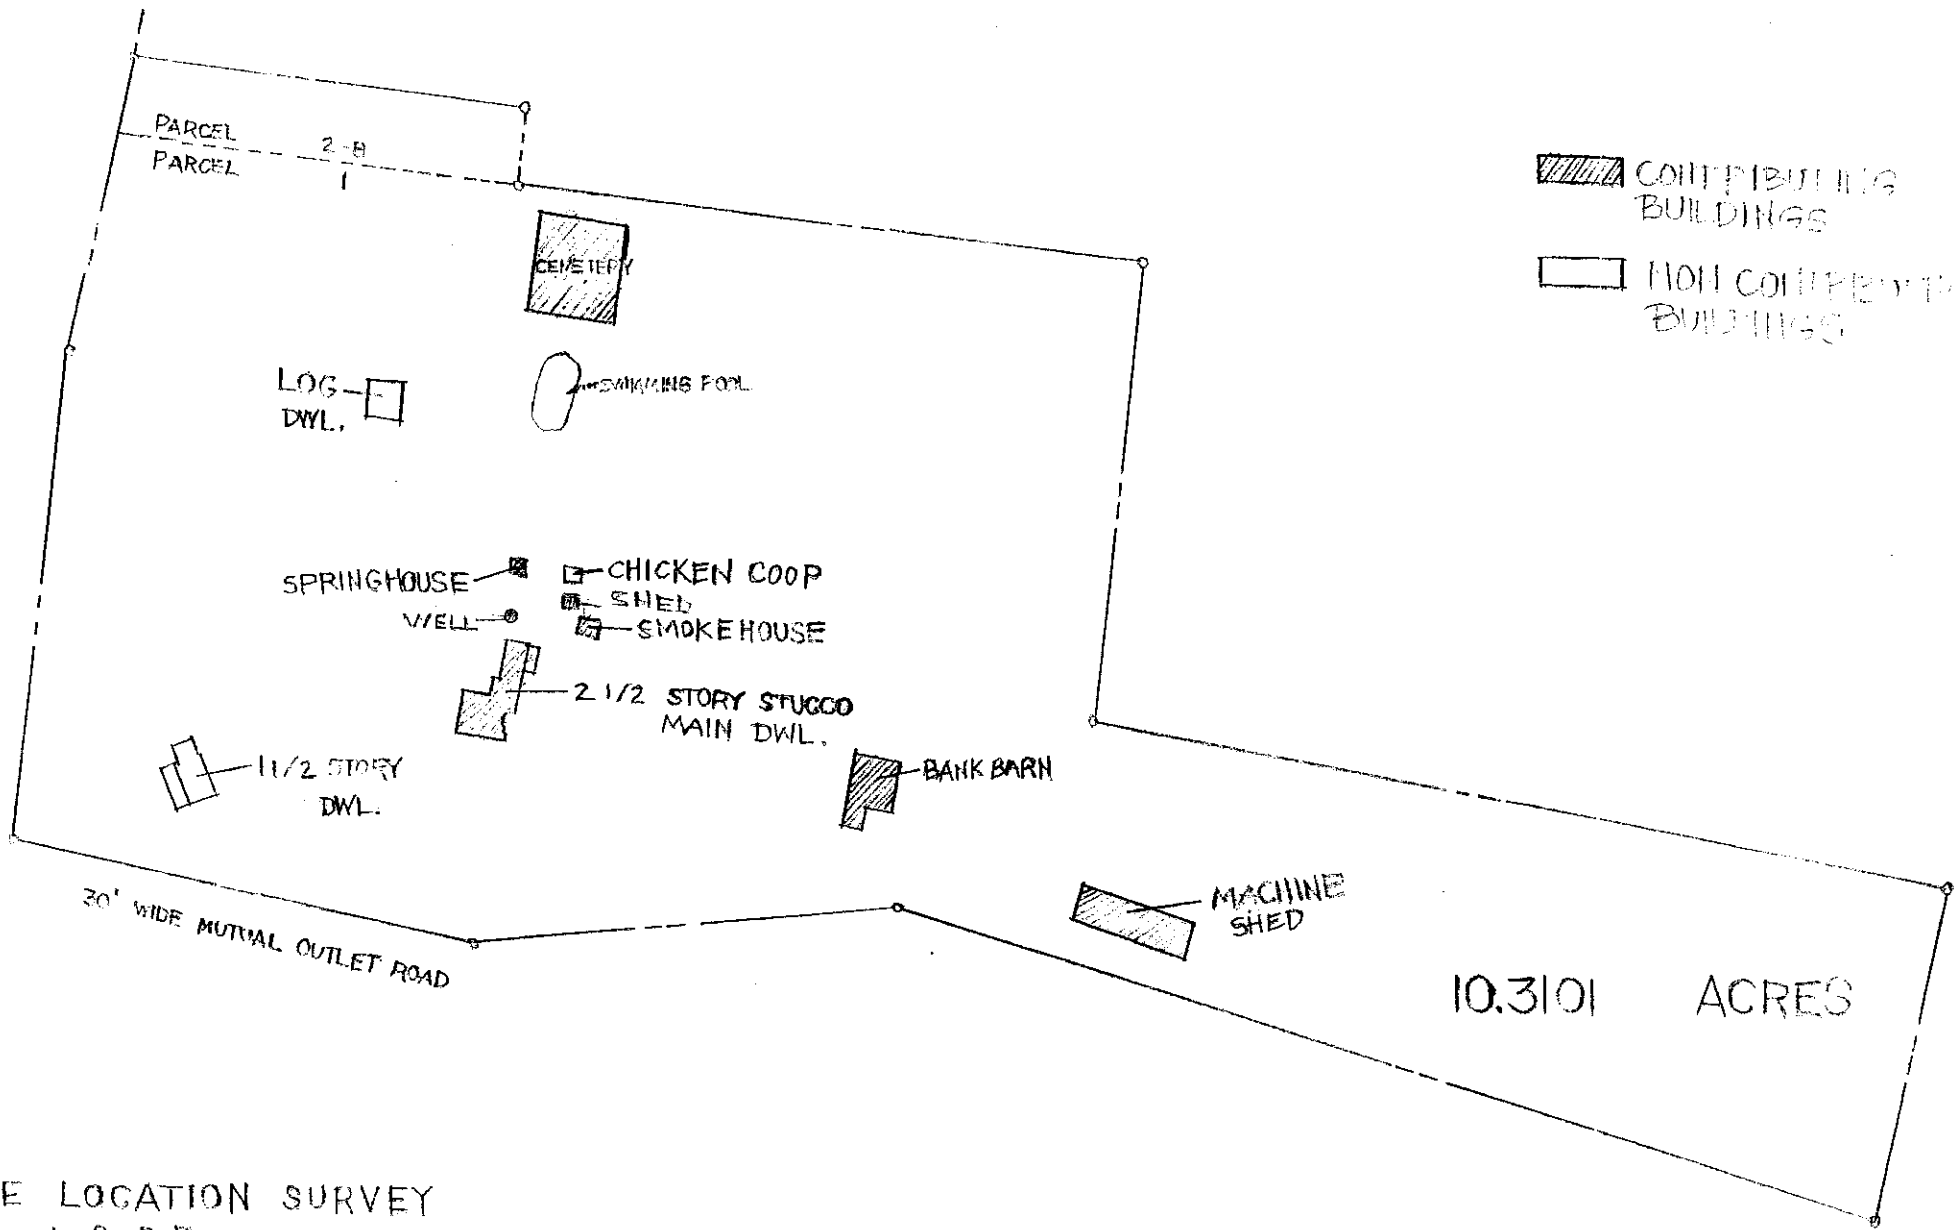 PARCEL 2-B
PARCEL 1
CONTRIBUTING
BUILDINGS
NON
BUILDINGS
CEMETERY
SWIMMING POOL
LOG
DWL.
SPRINGHOUSE
CHICKEN COOP
SHED
WELL
SMOKEHOUSE
2 1/2 STORY STUCCO
MAIN DWL.
1 1/2 STORY
DWL.
BANK BARN
MACHINE
SHED
30' WIDE MUTUAL OUTLET ROAD
10.3101 ACRES
LOCATION SURVEY